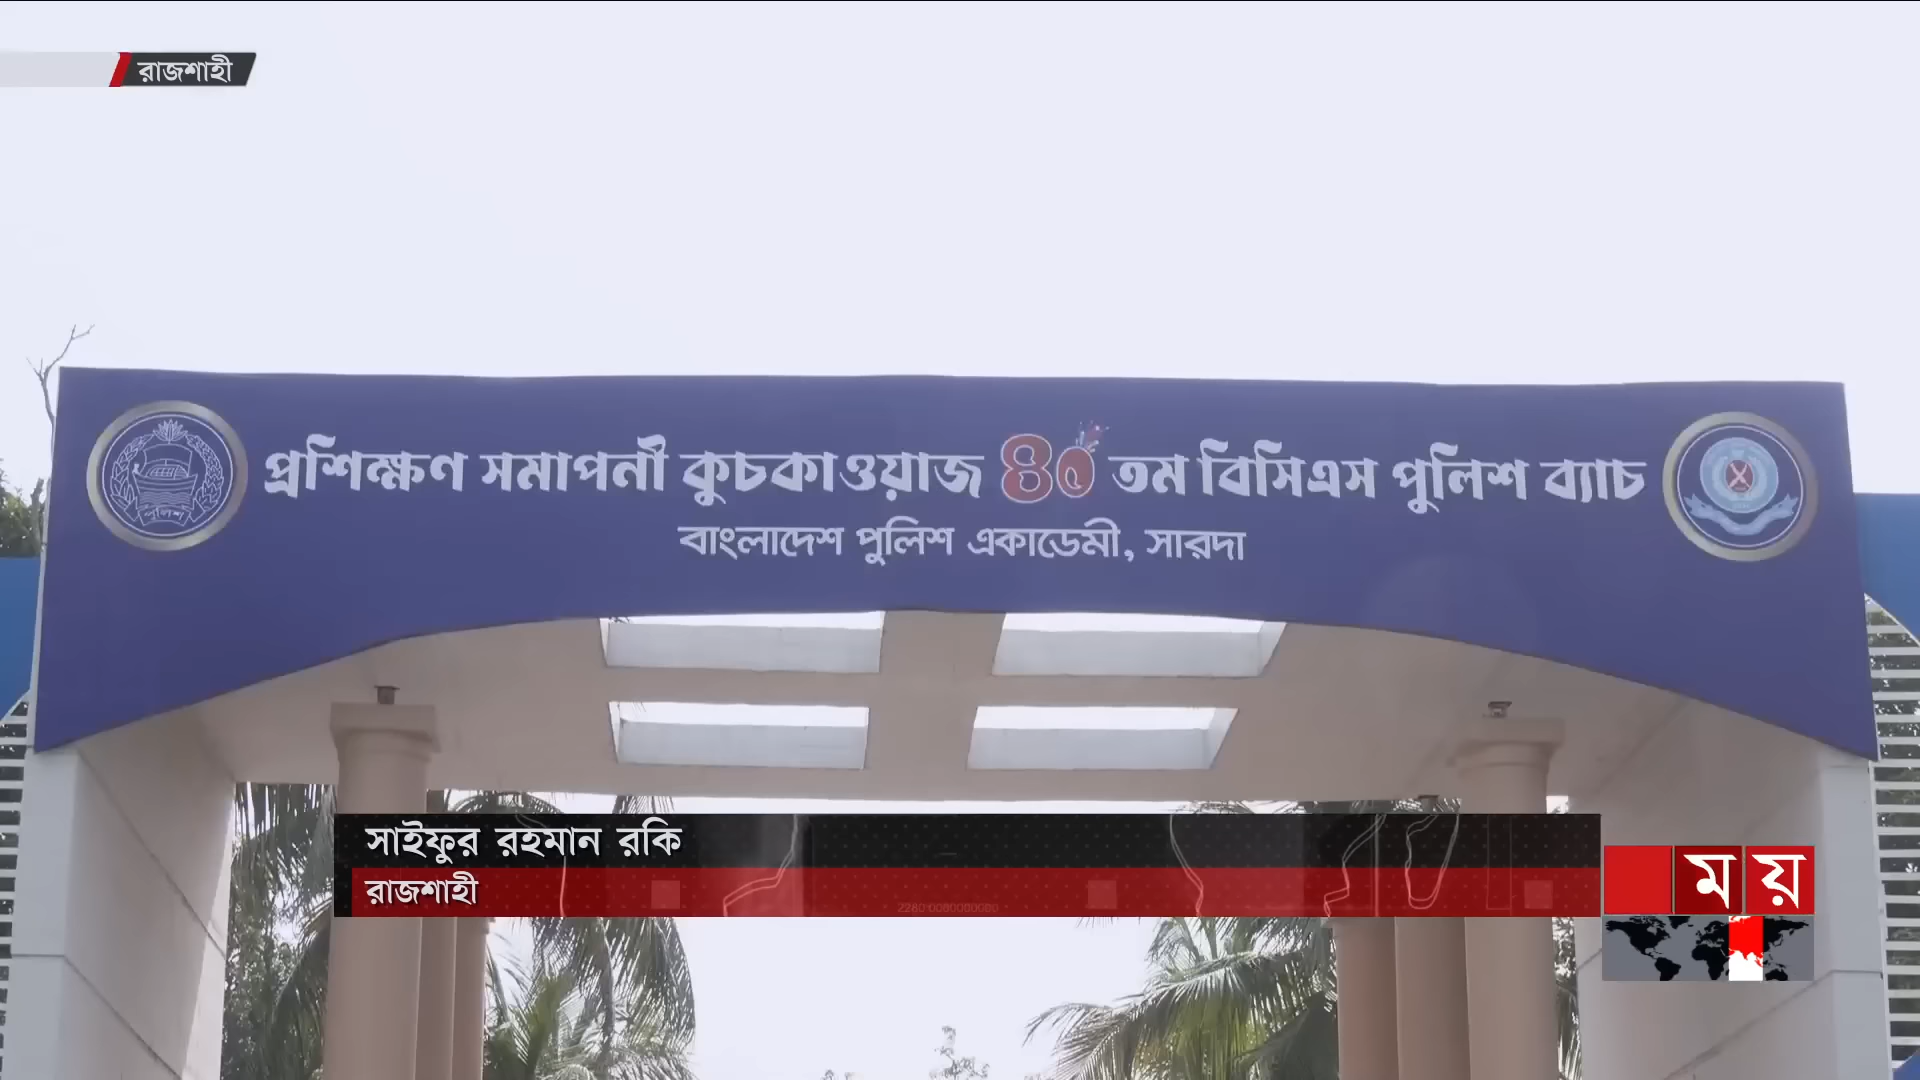 রাজশাহী
প্রশিক্ষণ সমাপনী কুচকাওয়াজ ৪০ তম বিসিএস পুলিশ ব্যাচ
বাংলাদেশ পুলিশ একাডেমী, সারদা
পুলিশ
সাইফুর রহমান রকি
রাজশাহী
ময়